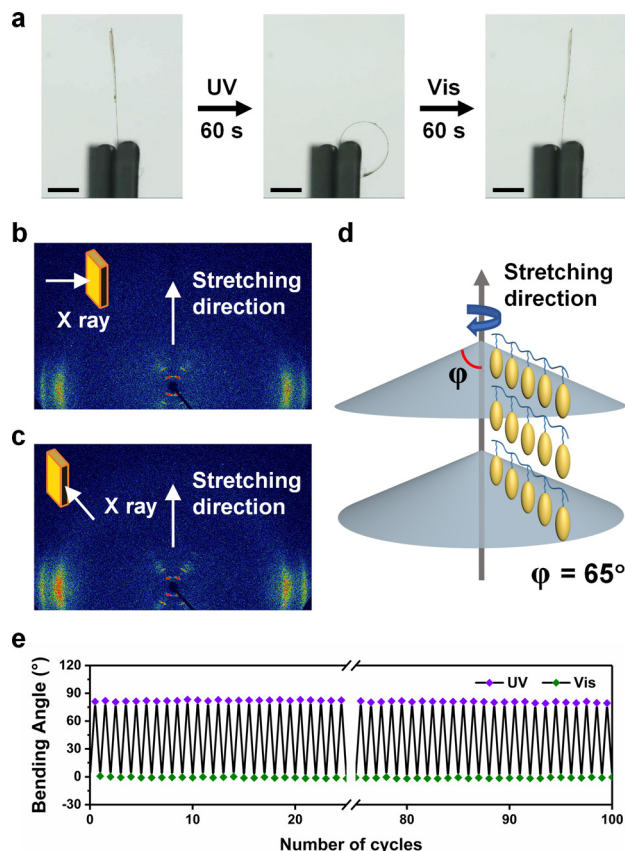 a
UV
60 s
Vis
60 s
b
X ray
Stretching
direction
c
X ray
Stretching
direction
d
Stretching
direction
φ
φ = 65°
e
Bending Angle (°)
120
90
60
30
0
-30
UV
Vis
0
10
20
80
90
100
Number of cycles